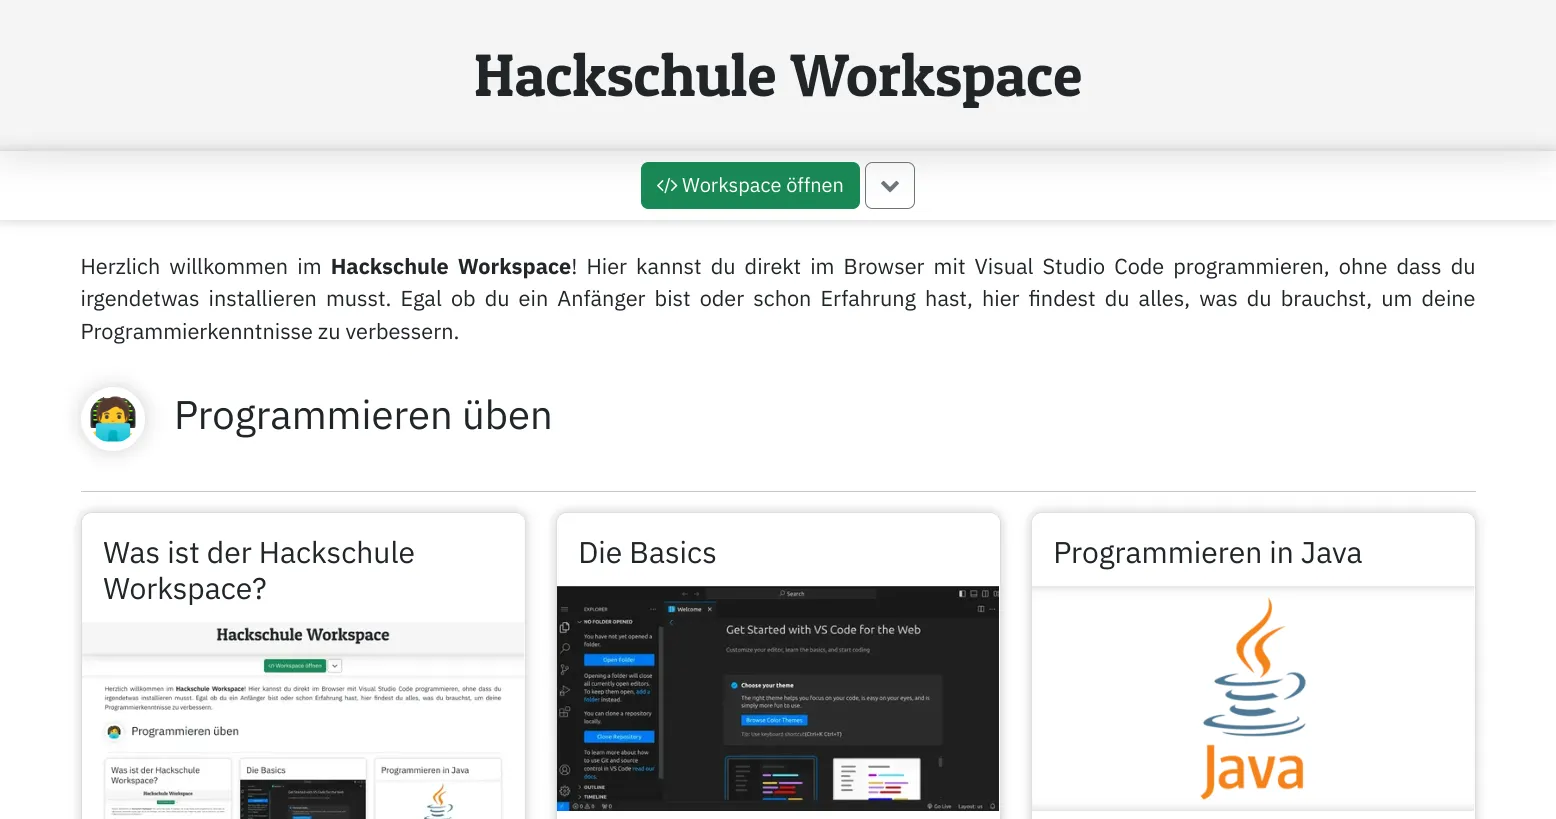 Hackschule Workspace
</> Workspace öffnen
Herzlich willkommen im Hackschule Workspace! Hier kannst du direkt im Browser mit Visual Studio Code programmieren, ohne dass du
irgendetwas installieren musst. Egal ob du ein Anfänger bist oder schon Erfahrung hast, hier findest du alles, was du brauchst, um deine
Programmierkenntnisse zu verbessern.
Programmieren üben
Was ist der Hackschule
Workspace?
Hackschule Workspace
</> Workspace öffnen
Herzlich willkommen im Hackschule Workspace! Hier kannst du direkt im Browser mit Visual Studio Code programmieren, ohne dass du
irgendetwas installieren musst. Egal ob du ein Anfänger bist oder schon Erfahrung hast, hier findest du alles, was du brauchst, um deine
Programmierkenntnisse zu verbessern.
Programmieren üben
Was ist der Hackschule
Workspace?
Hackschule Workspace
Die Basics
Programmieren in Java
Die Basics
Search
EXPLORER
Welcome
NO FOLDER OPENED
You have not yet opened a
folder.
Open Folder
Opening a folder will close
all currently open editors.
To keep them open, add a
folder instead.
You can clone a repository
locally.
Clone Repository
To learn more about how
to use Git and source
control in VS Code read our
docs.
OUTLINE
TIMELINE
Get Started with VS Code for the Web
Customize your editor, learn the basics, and start coding
Choose your theme
The right theme helps you focus on your code, is easy on your eyes, and is
simply more fun to use.
Browse Color Themes
Tip: Use keyboard shortcut (Ctrl+K Ctrl+T)
0 0 0
Go Live
Layout: us
Programmieren in Java
Java